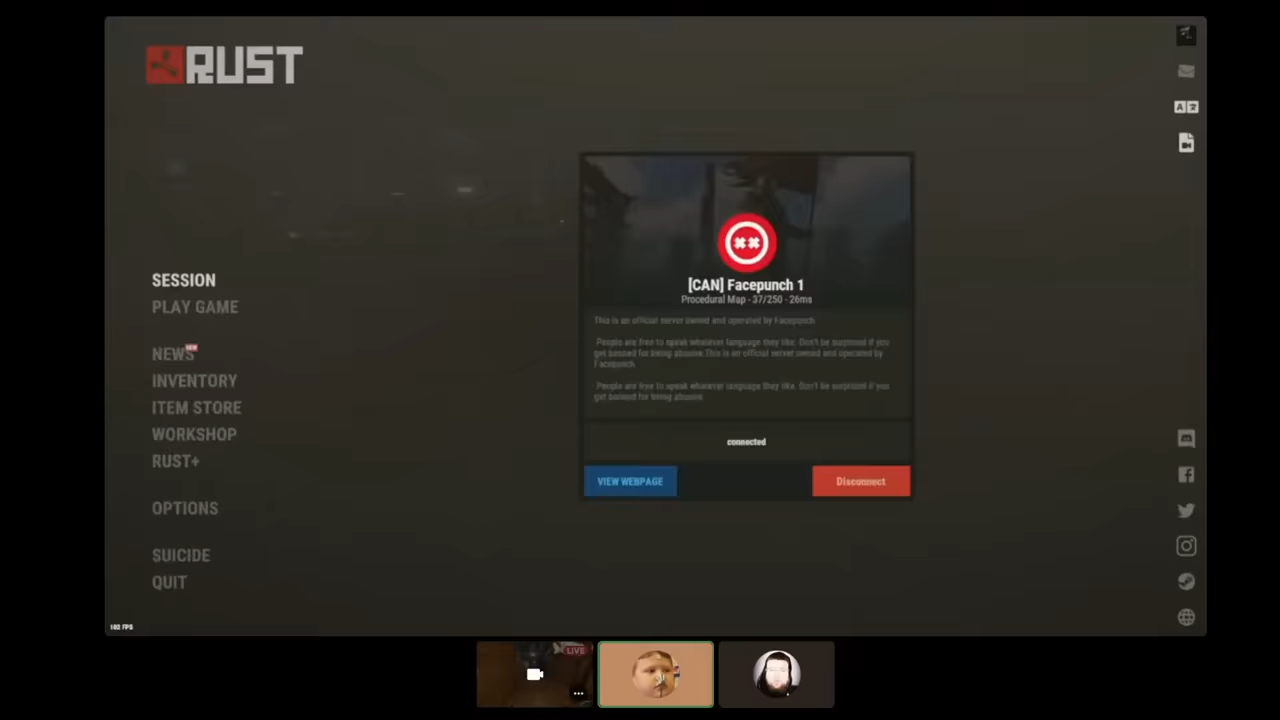 RUST
SESSION
PLAY GAME
NEWS
NEW
INVENTORY
ITEM STORE
WORKSHOP
RUST+
OPTIONS
SUICIDE
QUIT
[CAN] Facepunch 1
Procedural Map - 37/250 - 26ms
This is an official server owned and operated by Facepunch.
People are free to speak whatever language they like. Don't be surprised if you
get banned for being abusive.This is an official server owned and operated by
Facepunch.
People are free to speak whatever language they like. Don't be surprised if you
get banned for being abusive.
connected
VIEW WEBPAGE
Disconnect
182 FPS
LIVE